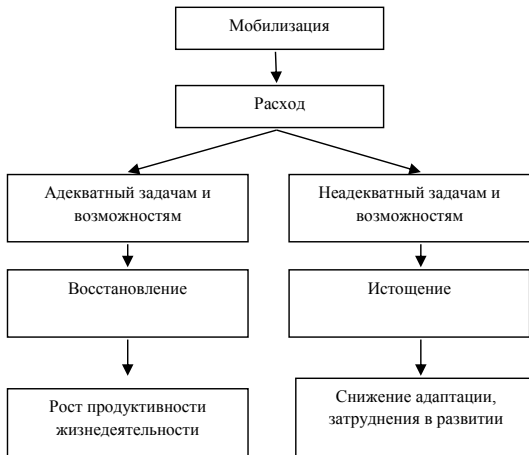 Мобилизация
Расход
Адекватный задачам и
возможностям
Неадекватный задачам и
возможностям
Восстановление
Истощение
Рост продуктивности
жизнедеятельности
Снижение адаптации,
затруднения в развитии